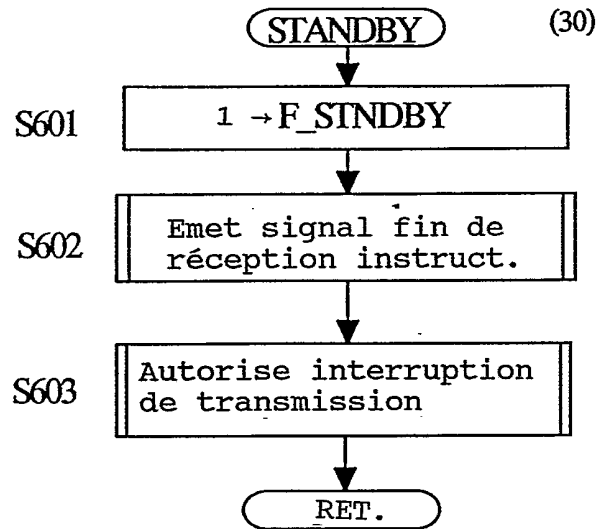 STANDBY (30)
S601 1 → F_STNDBY
S602 Emet signal fin de
réception instruct.
S603 Autorise interruption
de transmission
RET.